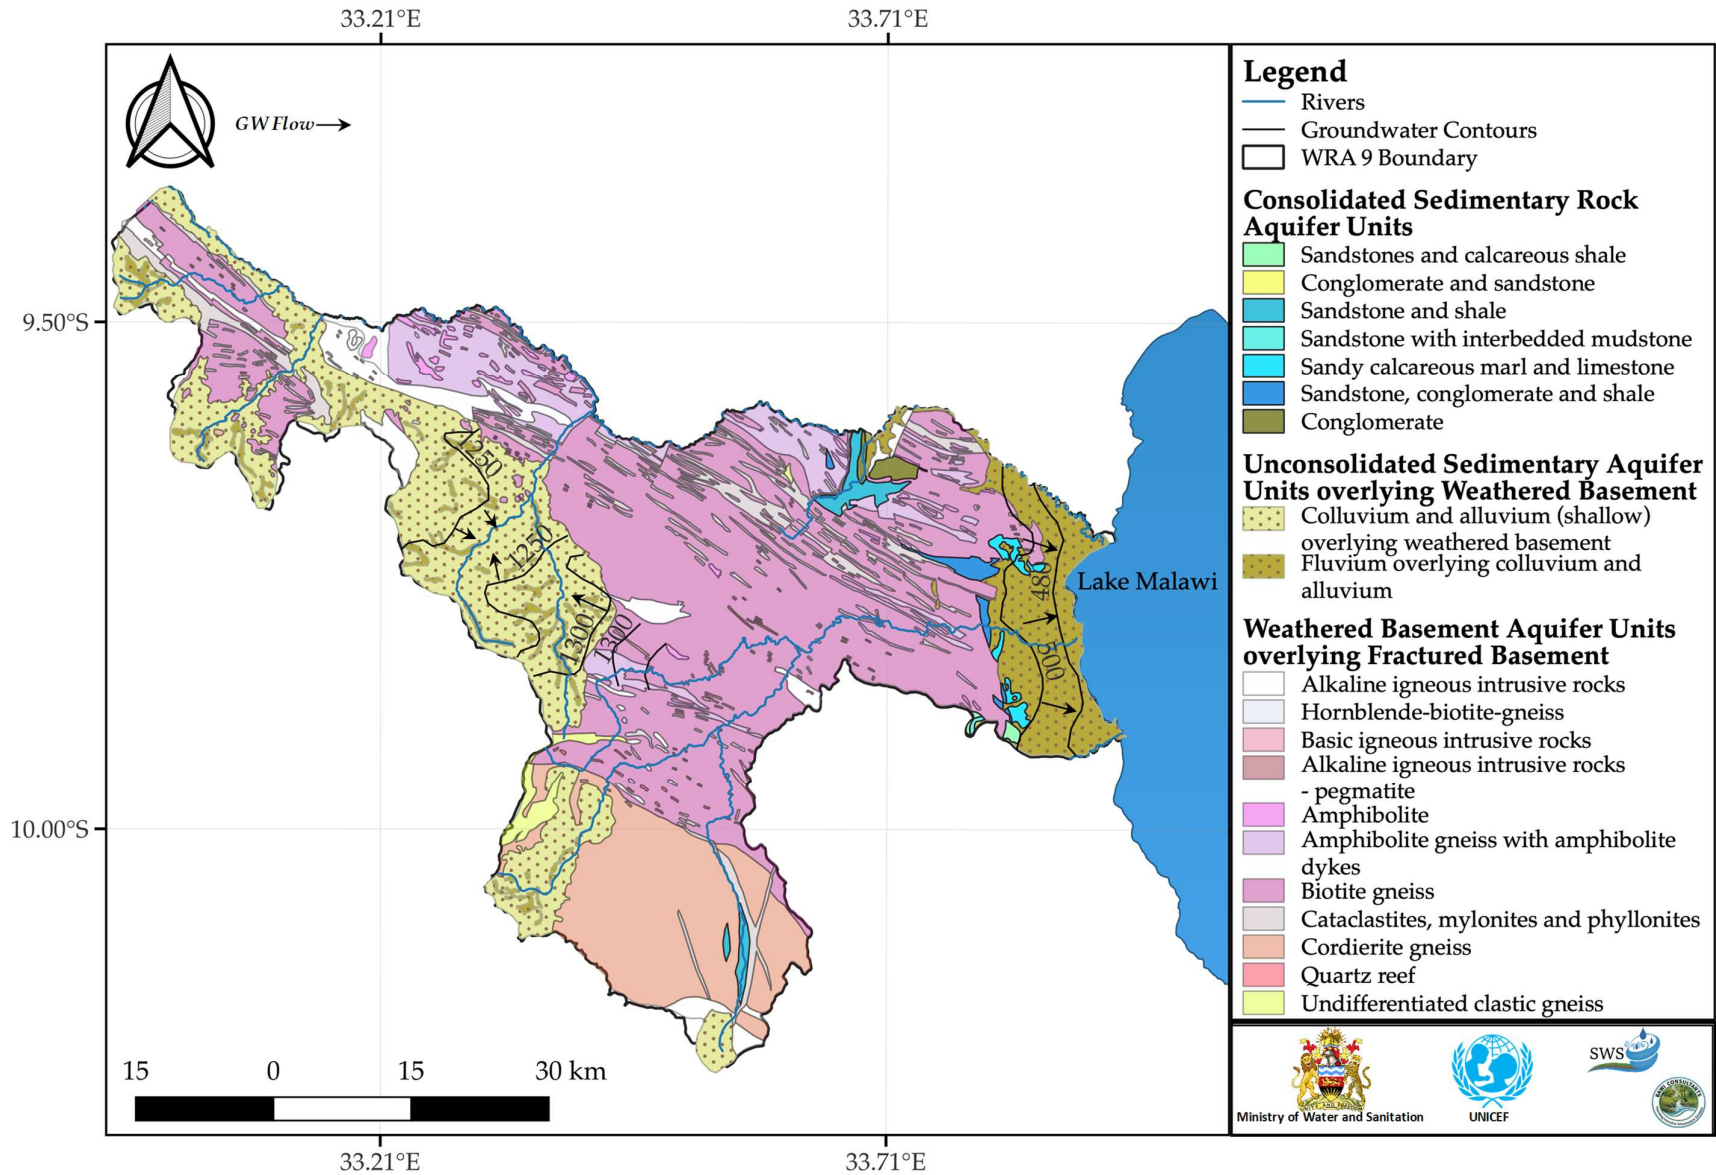 33.21°E
33.71°E
GW Flow
9.50°S
10.00°S
250
1250
1300
1300
480
500
Lake Malawi
15 0 15 30 km
33.21°E
33.71°E
Legend
Rivers
Groundwater Contours
WRA 9 Boundary
Consolidated Sedimentary Rock
Aquifer Units
Sandstones and calcareous shale
Conglomerate and sandstone
Sandstone and shale
Sandstone with interbedded mudstone
Sandy calcareous marl and limestone
Sandstone, conglomerate and shale
Conglomerate
Unconsolidated Sedimentary Aquifer
Units overlying Weathered Basement
Colluvium and alluvium (shallow)
overlying weathered basement
Fluvium overlying colluvium and
alluvium
Weathered Basement Aquifer Units
overlying Fractured Basement
Alkaline igneous intrusive rocks
Hornblende-biotite-gneiss
Basic igneous intrusive rocks
Alkaline igneous intrusive rocks
- pegmatite
Amphibolite
Amphibolite gneiss with amphibolite
dykes
Biotite gneiss
Cataclastites, mylonites and phyllonites
Cordierite gneiss
Quartz reef
Undifferentiated clastic gneiss
Ministry of Water and Sanitation
UNICEF
SWS